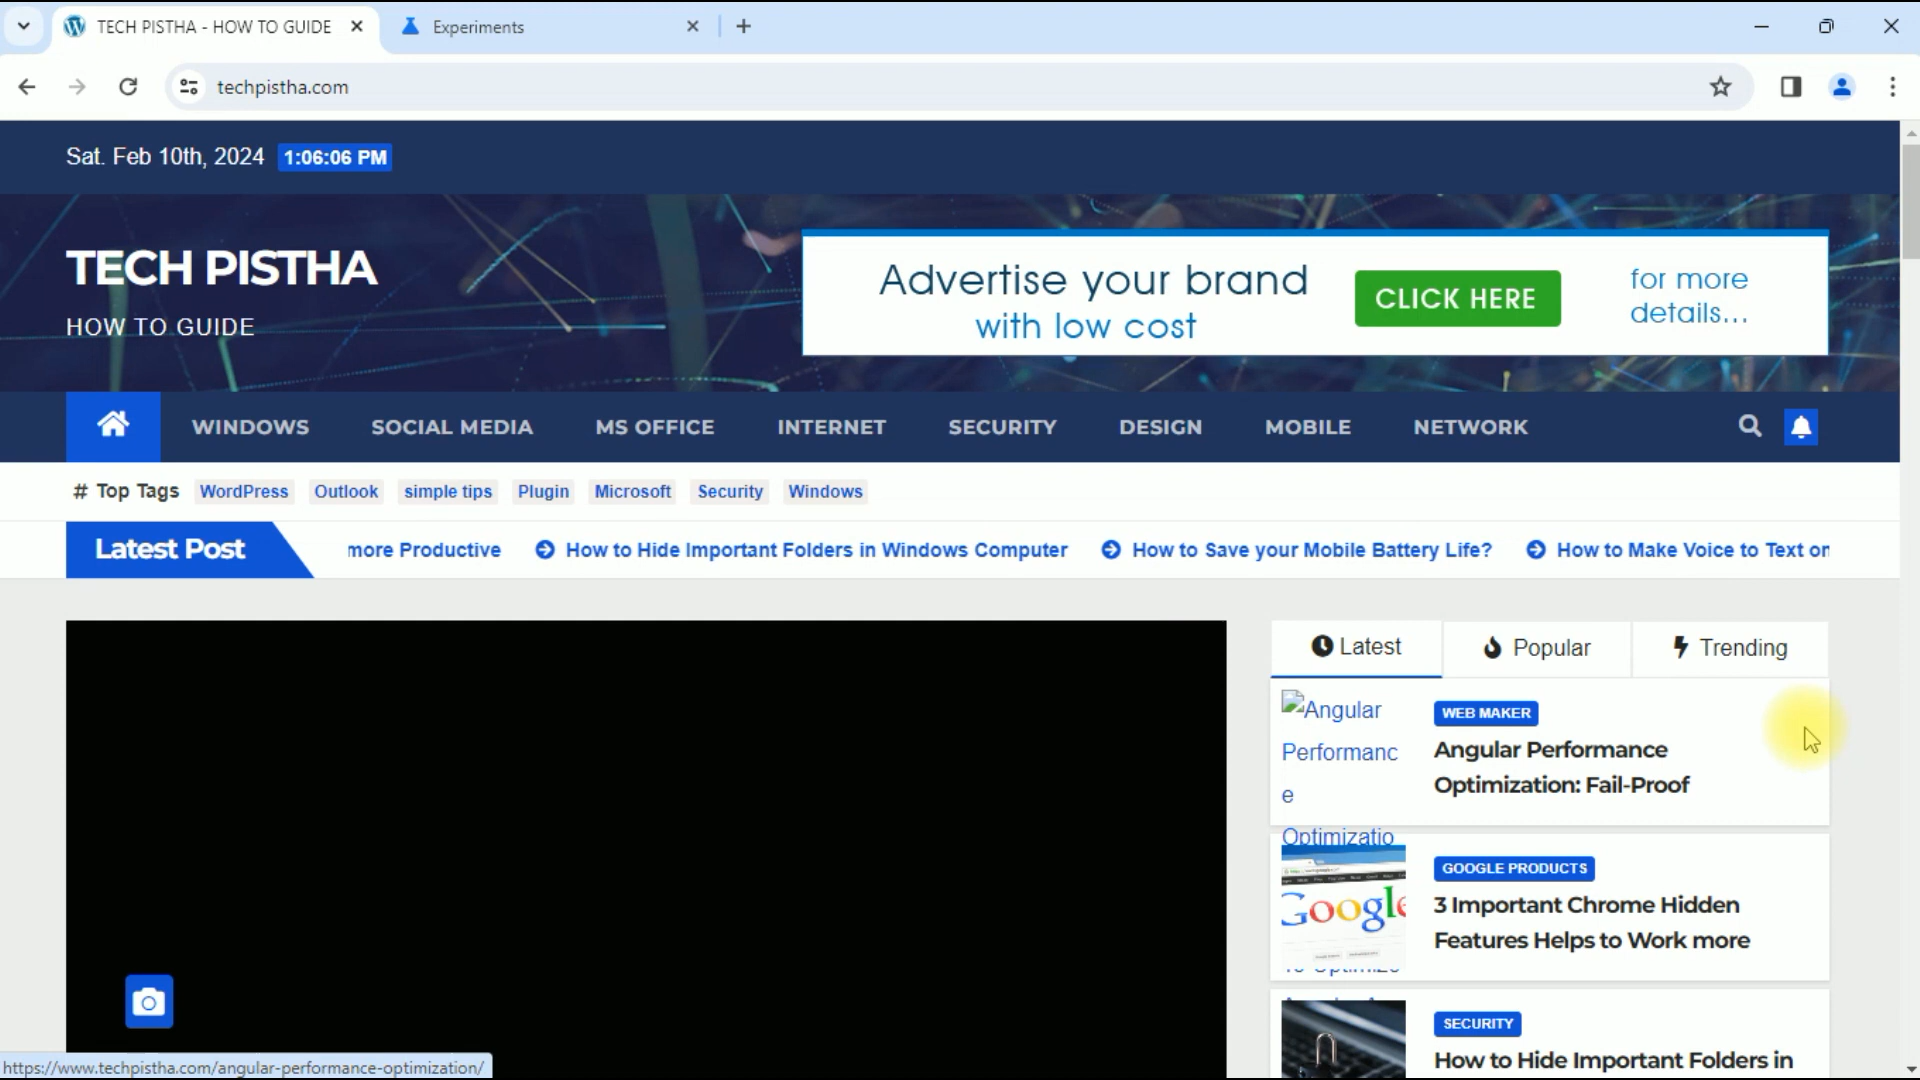 TECH PISTHA - HOW TO GUIDE
Experiments
techpistha.com
Sat. Feb 10th, 2024 1:06:06 PM
TECH PISTHA
HOW TO GUIDE
Advertise your brand
with low cost
CLICK HERE
for more
details...
WINDOWS SOCIAL MEDIA MS OFFICE INTERNET SECURITY DESIGN MOBILE NETWORK
# Top Tags WordPress Outlook simple tips Plugin Microsoft Security Windows
Latest Post
more Productive How to Hide Important Folders in Windows Computer How to Save your Mobile Battery Life? How to Make Voice to Text on
Latest Popular Trending
Angular
Performanc
e
Optimizatio
WEB MAKER
Angular Performance
Optimization: Fail-Proof
Google
GOOGLE PRODUCTS
3 Important Chrome Hidden
Features Helps to Work more
SECURITY
How to Hide Important Folders in
https://www.techpistha.com/angular-performance-optimization/